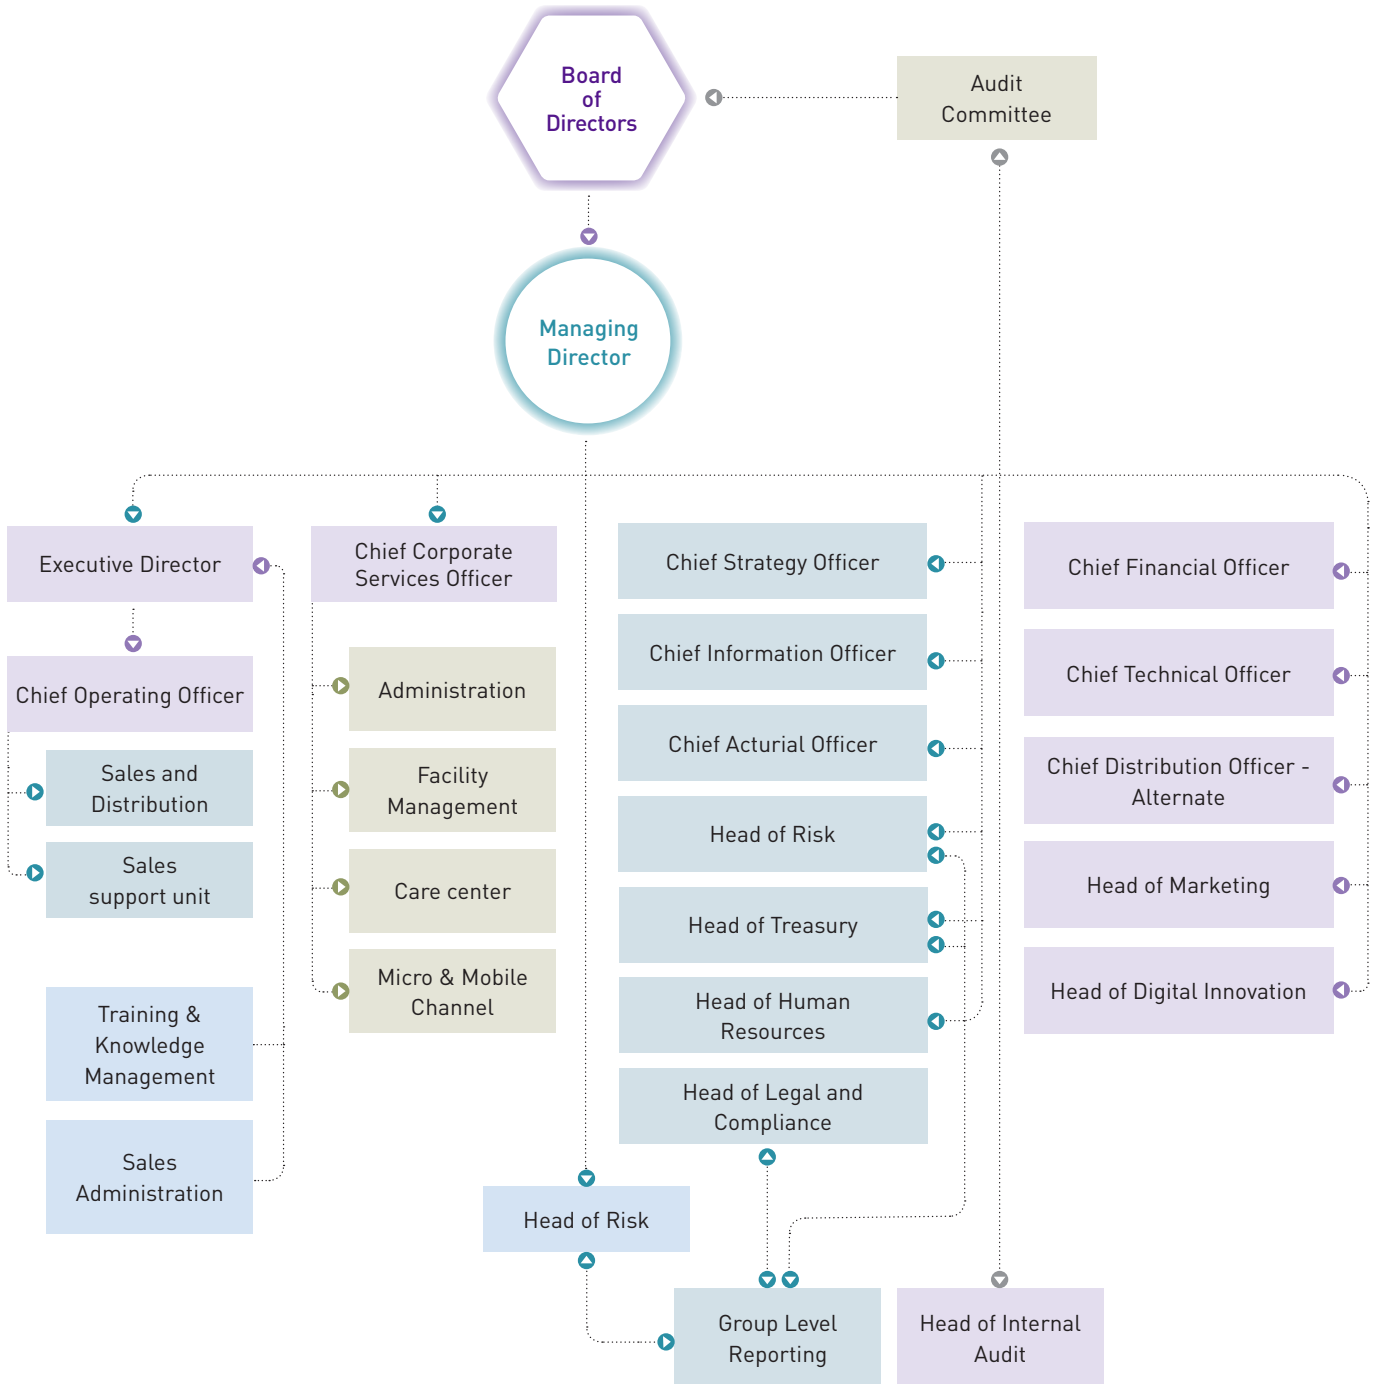 Board
of
Directors
Audit
Committee
Managing
Director
Executive Director
Chief Operating Officer
Sales and
Distribution
Sales
support unit
Training &
Knowledge
Management
Sales
Administration
Chief Corporate
Services Officer
Administration
Facility
Management
Care center
Micro & Mobile
Channel
Chief Strategy Officer
Chief Information Officer
Chief Acturial Officer
Head of Risk
Head of Treasury
Head of Human
Resources
Head of Legal and
Compliance
Chief Financial Officer
Chief Technical Officer
Chief Distribution Officer -
Alternate
Head of Marketing
Head of Digital Innovation
Head of Risk
Group Level
Reporting
Head of Internal
Audit